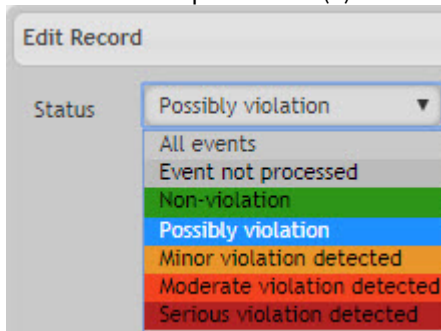 Edit Record
Status Possibly violation
All events
Event not processed
Non-violation
Possibly violation
Minor violation detected
Moderate violation detected
Serious violation detected